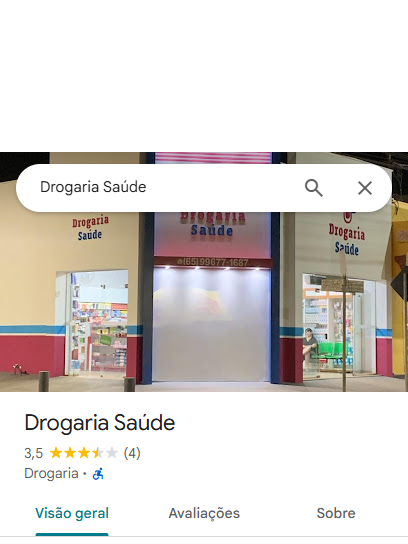 Drogaria Saúde
Drogaria
Saúde
Drogaria
Saúde
Drogaria
Saúde
(65)99677-1687
Drogaria Saúde
3,5 (4)
Drogaria ·
Visão geral Avaliações Sobre